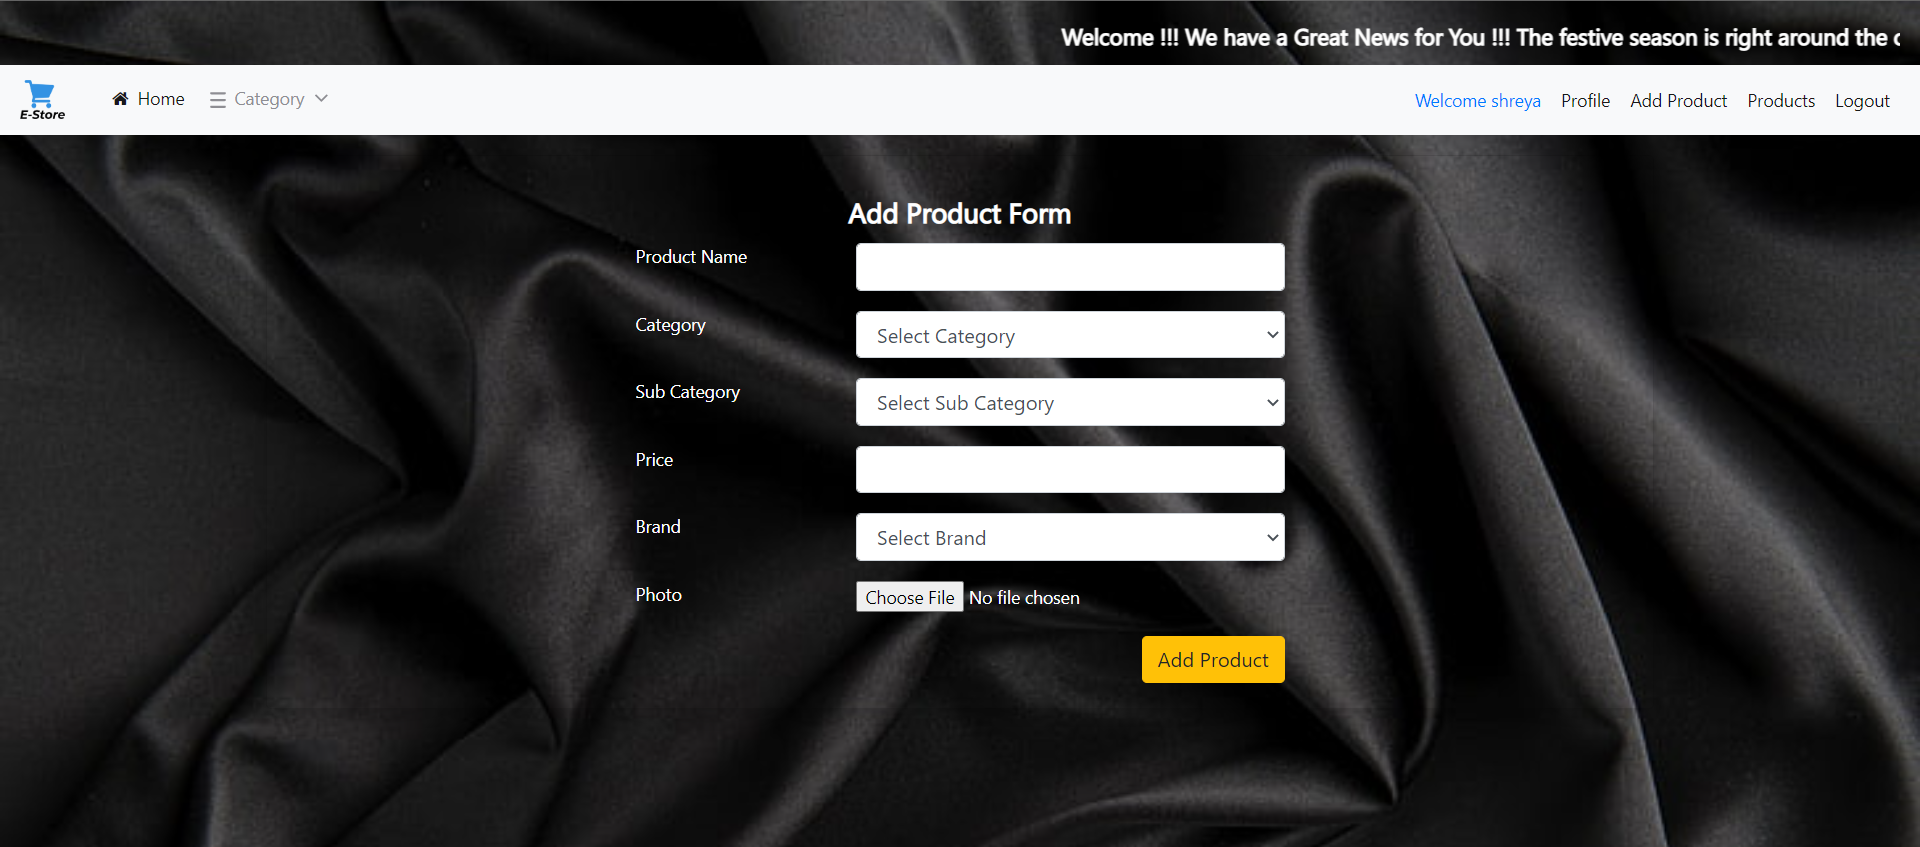 Welcome !!! We have a Great News for You !!! The festive season is right around the
E-Store
Home
Category
Welcome shreya
Profile
Add Product
Products
Logout
Add Product Form
Product Name
Category
Select Category
Sub Category
Select Sub Category
Price
Brand
Select Brand
Photo
Choose File No file chosen
Add Product